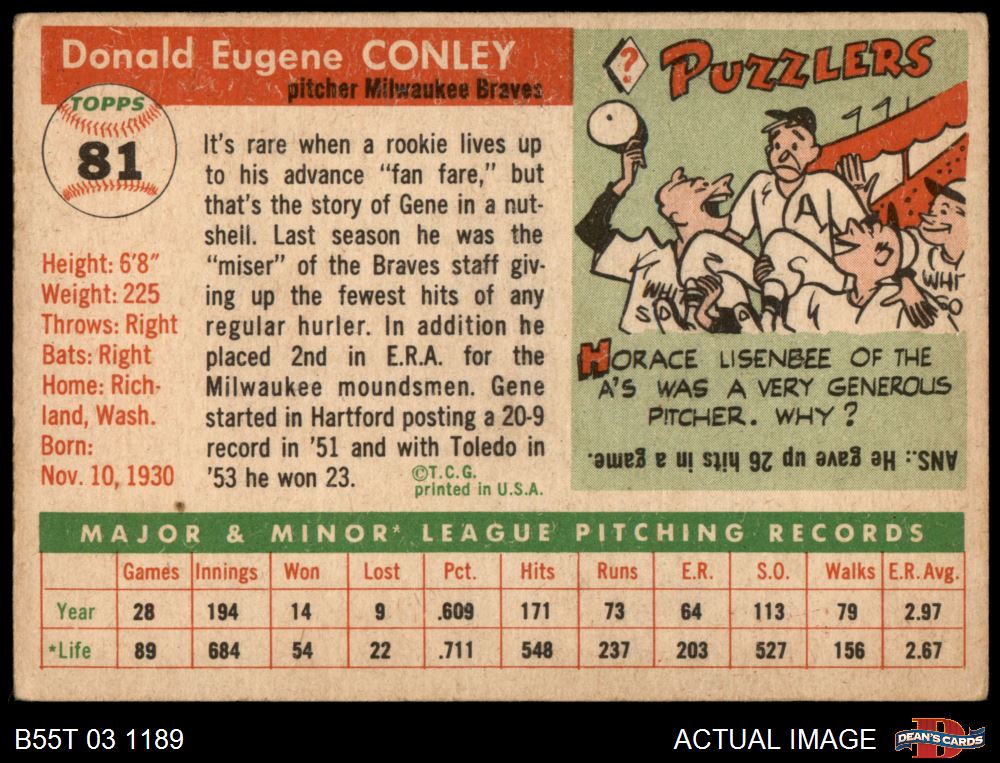 Donald Eugene CONLEY
pitcher Milwaukee Braves
TOPPS
81
Height: 6'8"
Weight: 225
Throws: Right
Bats: Right
Home: Rich-
land, Wash.
Born:
Nov. 10, 1930
It's rare when a rookie lives up
to his advance "fan fare," but
that's the story of Gene in a nut-
shell. Last season he was the
"miser" of the Braves staff giv-
ing up the fewest hits of any
regular hurler. In addition he
placed 2nd in E.R.A. for the
Milwaukee moundsmen. Gene
started in Hartford posting a 20-9
record in '51 and with Toledo in
'53 he won 23.
©T.C.G.
printed in U.S.A.
?
PUZZLERS
A
WHI
SO
WHI
SO
HORACE LISENBEE OF THE
A'S WAS A VERY GENEROUS
PITCHER. WHY?
ANS.: He gave up 26 hits in a game.
MAJOR & MINOR* LEAGUE PITCHING RECORDS
Games Innings Won Lost Pct. Hits Runs E.R. S.O. Walks E.R. Avg.
Year 28 194 14 9 .609 171 73 64 113 79 2.97
*Life 89 684 54 22 .711 548 237 203 527 156 2.67
B55T 03 1189
ACTUAL IMAGE
DEAN'S CARDS